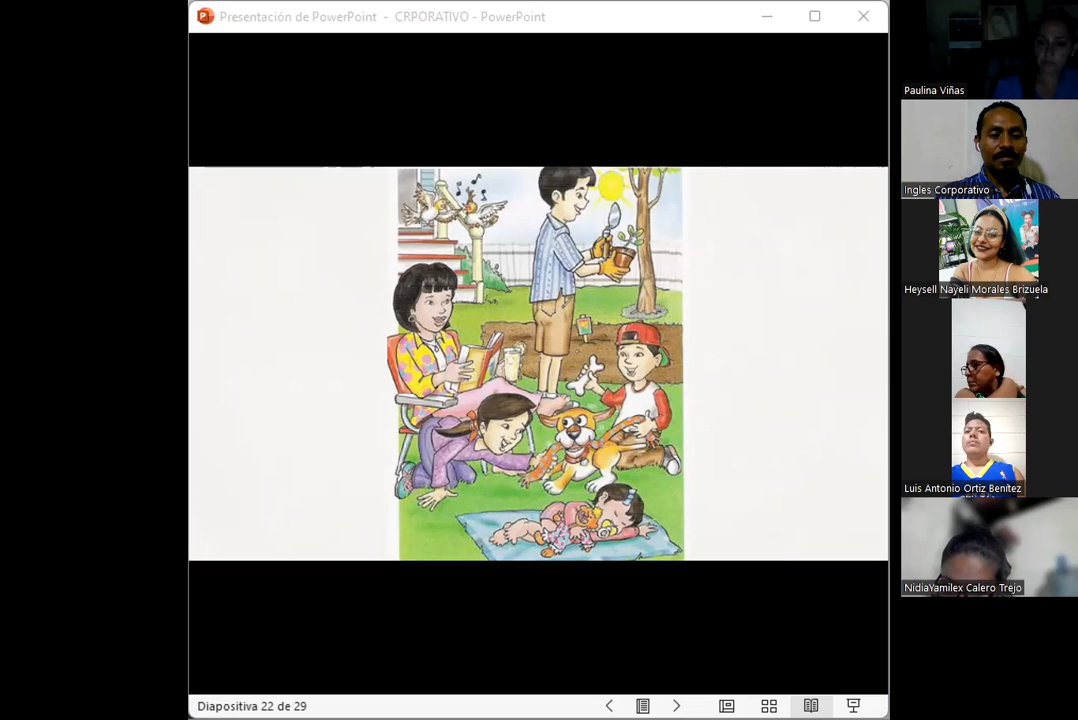 Presentación de PowerPoint - CRPORATIVO - PowerPoint
Paulina Viñas
Ingles Corporativo
Heysell Nayeli Morales Brizuela
Luis Antonio Ortiz Benítez
NidiaYamilex Calero Trejo
Diapositiva 22 de 29